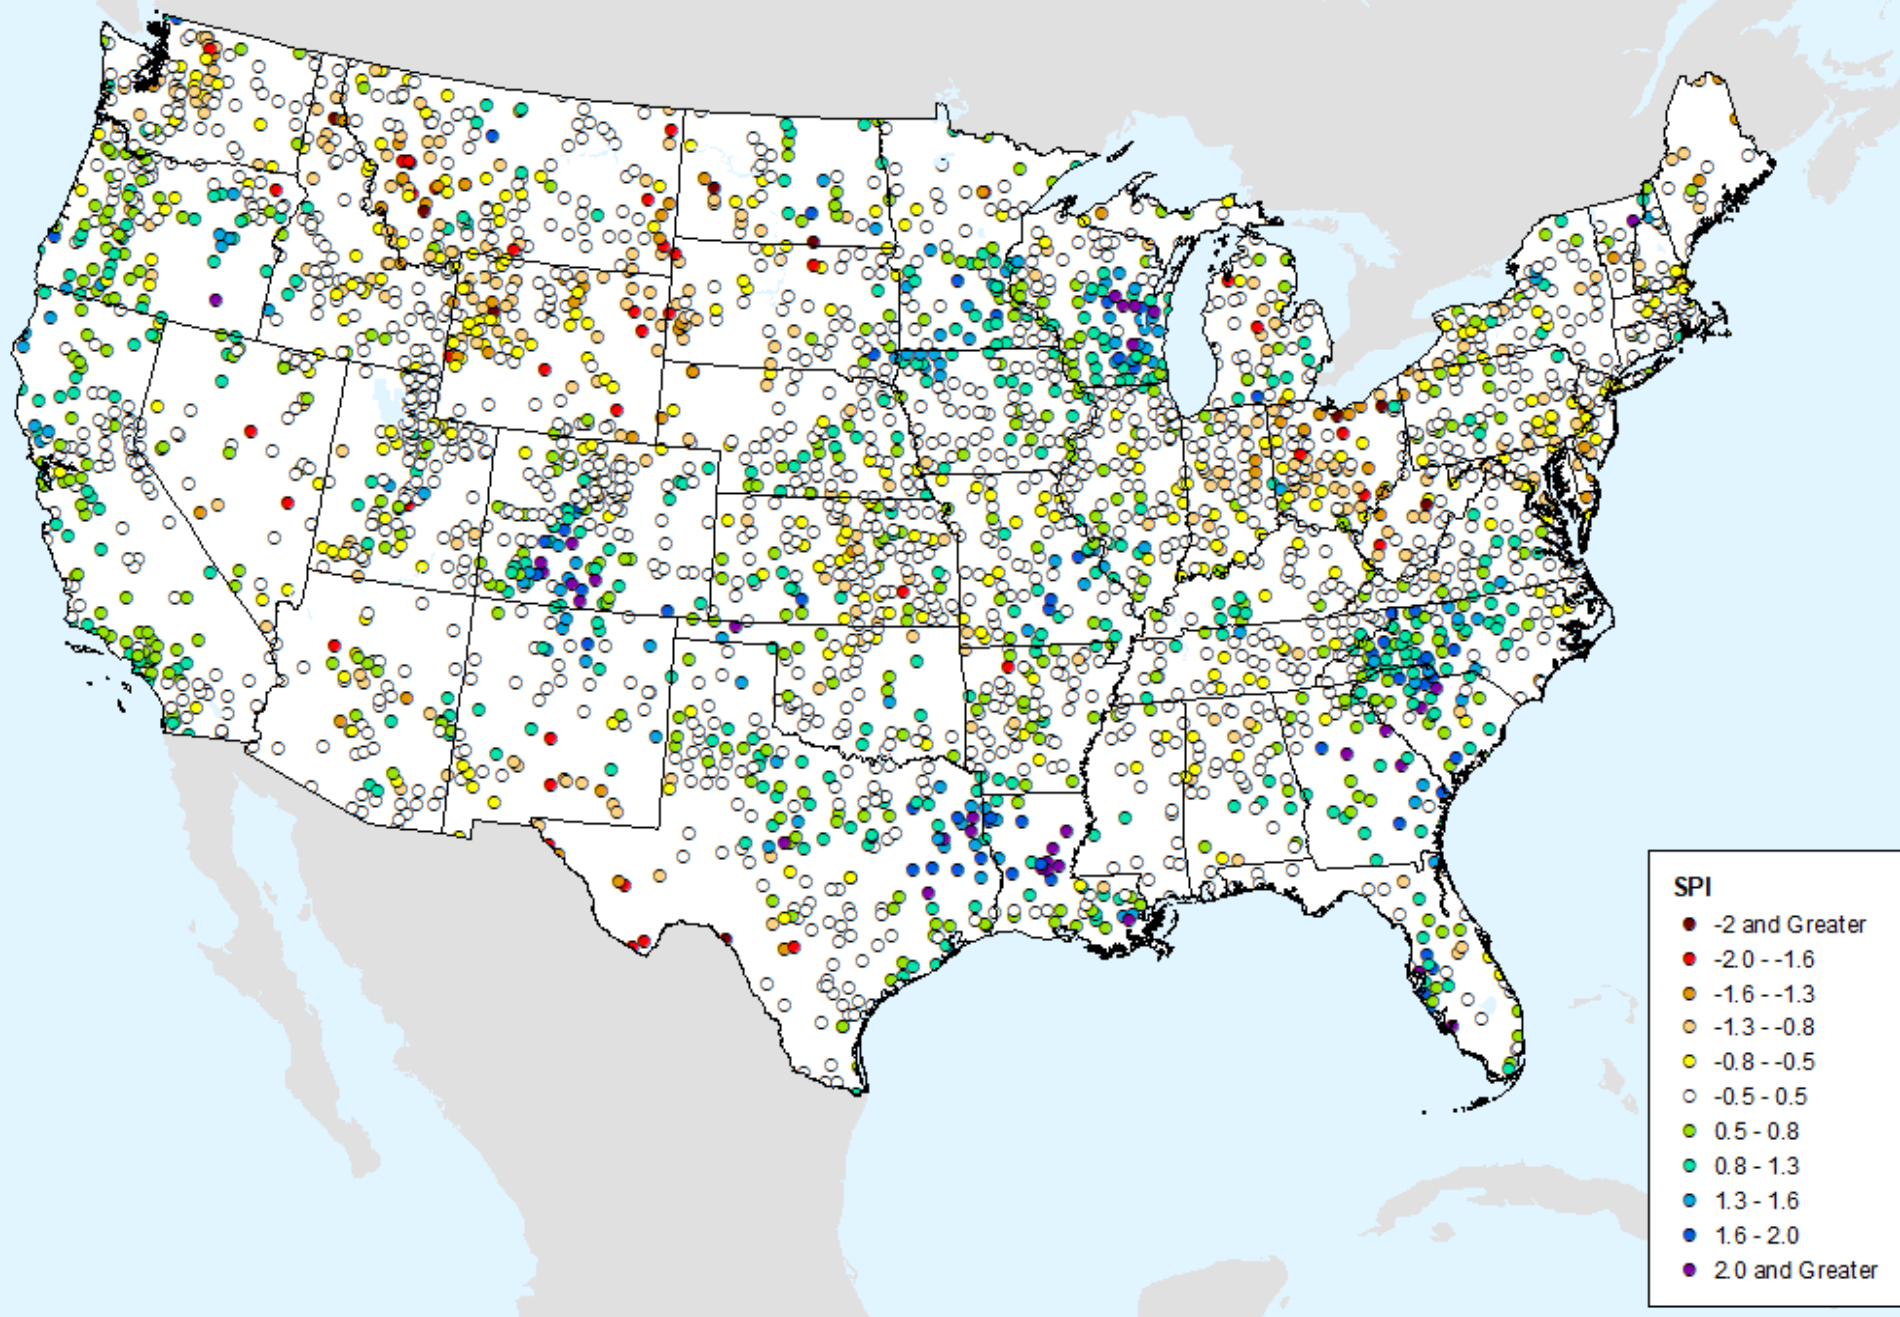 SPI
-2 and Greater
-2.0 - -1.6
-1.6 - -1.3
-1.3 - -0.8
-0.8 - -0.5
-0.5 - 0.5
0.5 - 0.8
0.8 - 1.3
1.3 - 1.6
1.6 - 2.0
2.0 and Greater